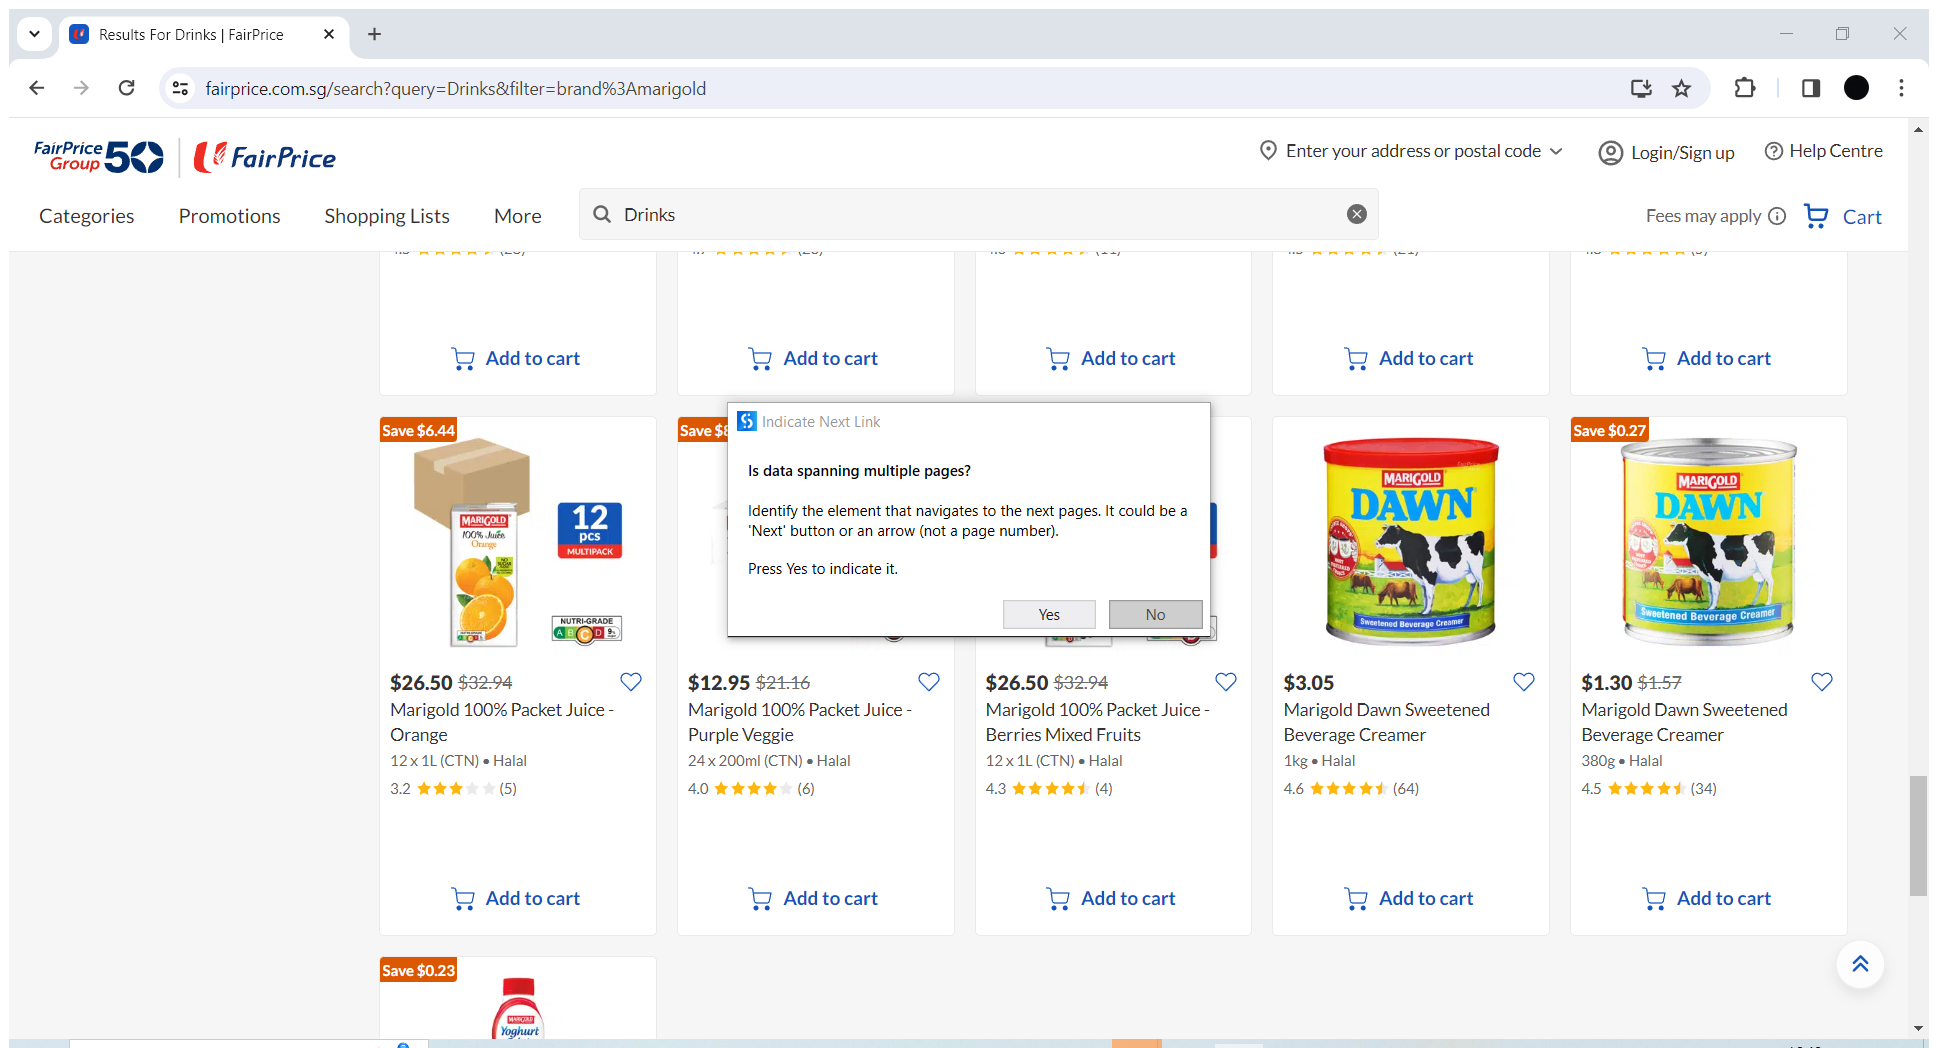 Results For Drinks | FairPrice
fairprice.com.sg/search?query=Drinks&filter=brand%3Amarigold
FairPrice Group 50
FairPrice
Enter your address or postal code
Login/Sign up
Help Centre
Categories
Promotions
Shopping Lists
More
Drinks
Fees may apply
Cart
Add to cart
Add to cart
Add to cart
Add to cart
Add to cart
Indicate Next Link
Is data spanning multiple pages?
Identify the element that navigates to the next pages. It could be a
'Next' button or an arrow (not a page number).
Press Yes to indicate it.
Yes
No
Save $6.44
MARIGOLD
100% Juice
Orange
12
pcs
MULTIPACK
NUTRI-GRADE
A B C D 9%
$26.50 $32.94
Marigold 100% Packet Juice -
Orange
12 x 1L (CTN) • Halal
3.2 (5)
Add to cart
Save $
$12.95 $21.16
Marigold 100% Packet Juice -
Purple Veggie
24 x 200ml (CTN) • Halal
4.0 (6)
Add to cart
$26.50 $32.94
Marigold 100% Packet Juice -
Berries Mixed Fruits
12 x 1L (CTN) • Halal
4.3 (4)
Add to cart
MARIGOLD
DAWN
Sweetened Beverage Creamer
$3.05
Marigold Dawn Sweetened
Beverage Creamer
1kg • Halal
4.6 (64)
Add to cart
Save $0.27
MARIGOLD
DAWN
Sweetened Beverage Creamer
$1.30 $1.57
Marigold Dawn Sweetened
Beverage Creamer
380g • Halal
4.5 (34)
Add to cart
Save $0.23
MARIGOLD
Yoghurt